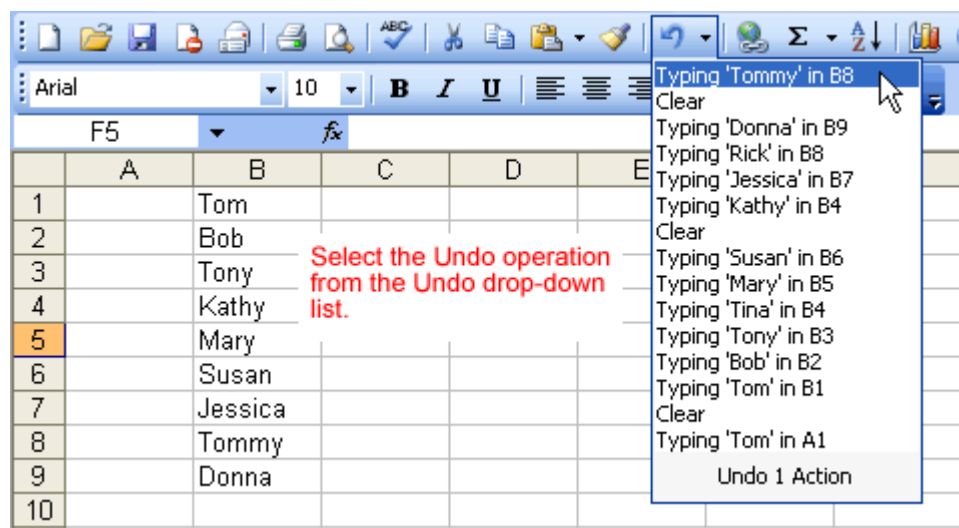 ABC
Σ
A
Z
Arial 10 B I U
F5 fx
A B C D E
1 Tom
2 Bob
3 Tony
4 Kathy
5 Mary
6 Susan
7 Jessica
8 Tommy
9 Donna
10
Select the Undo operation
from the Undo drop-down
list.
Typing 'Tommy' in B8
Clear
Typing 'Donna' in B9
Typing 'Rick' in B8
Typing 'Jessica' in B7
Typing 'Kathy' in B4
Clear
Typing 'Susan' in B6
Typing 'Mary' in B5
Typing 'Tina' in B4
Typing 'Tony' in B3
Typing 'Bob' in B2
Typing 'Tom' in B1
Clear
Typing 'Tom' in A1
Undo 1 Action